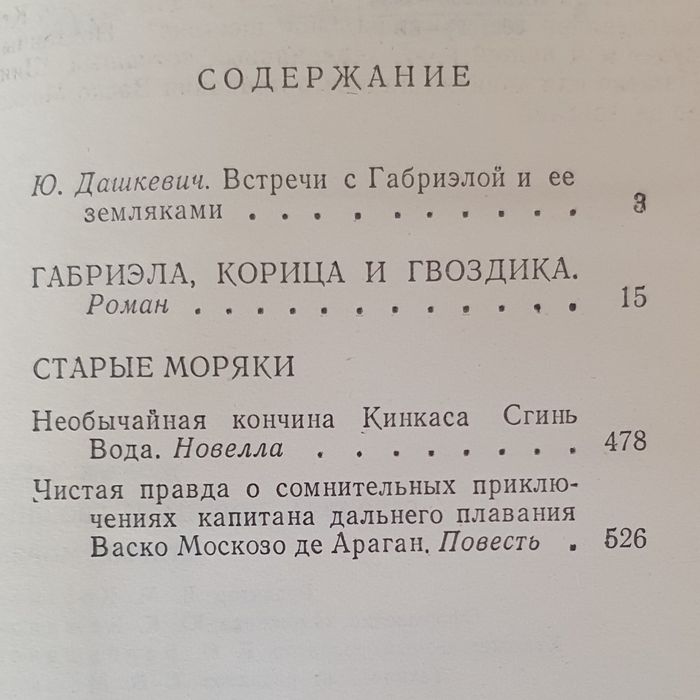 СОДЕРЖАНИЕ
Ю. Дашкевич. Встречи с Габриэлой и ее
земляками . . . . . . . . . . 3
ГАБРИЭЛА, КОРИЦА И ГВОЗДИКА.
Роман . . . . . . . . . . . . 15
СТАРЫЕ МОРЯКИ
Необычайная кончина Кинкаса Сгинь
Вода. Новелла . . . . . . . . 478
Чистая правда о сомнительных приклю-
чениях капитана дальнего плавания
Васко Москозо де Араган. Повесть . 526